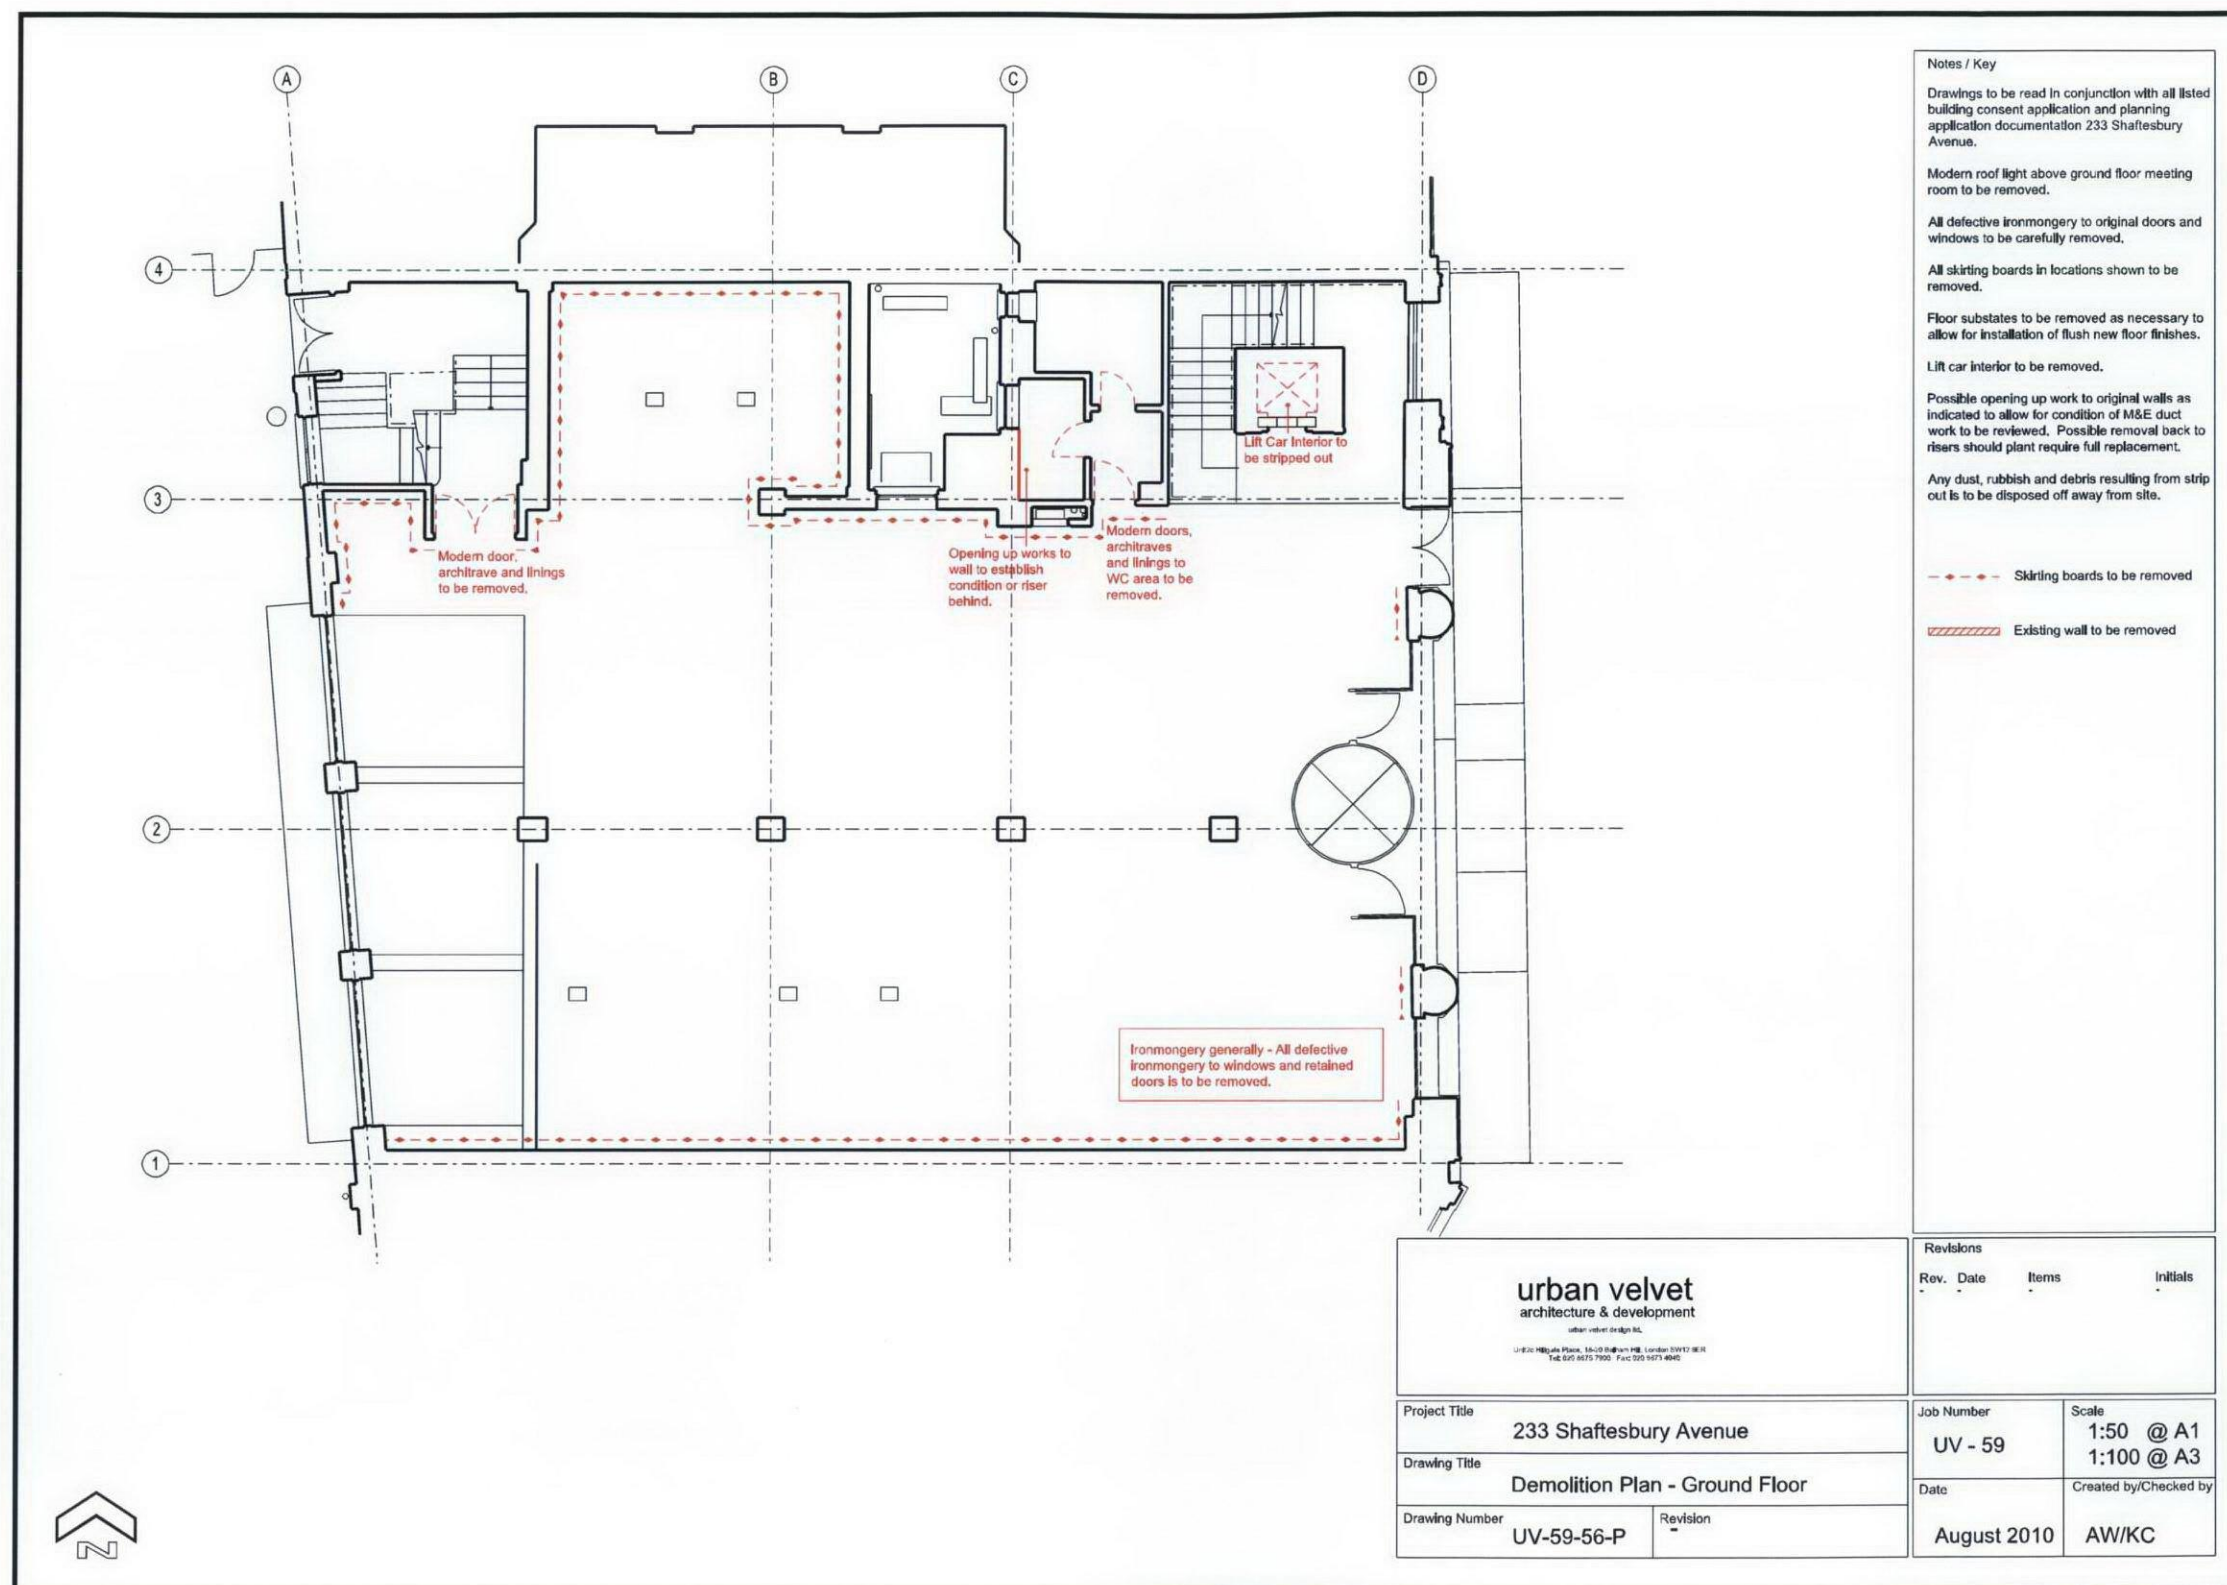 A
B
C
D
4
3
2
1
Lift Car Interior to
be stripped out
Modern door,
architrave and linings
to be removed.
Opening up works to
wall to establish
condition or riser
behind.
Modern doors,
architraves
and linings to
WC area to be
removed.
Ironmongery generally - All defective
ironmongery to windows and retained
doors is to be removed.
N
Notes / Key
Drawings to be read in conjunction with all listed
building consent application and planning
application documentation 233 Shaftesbury
Avenue.
Modern roof light above ground floor meeting
room to be removed.
All defective ironmongery to original doors and
windows to be carefully removed.
All skirting boards in locations shown to be
removed.
Floor substates to be removed as necessary to
allow for installation of flush new floor finishes.
Lift car interior to be removed.
Possible opening up work to original walls as
indicated to allow for condition of M&E duct
work to be reviewed. Possible removal back to
risers should plant require full replacement.
Any dust, rubbish and debris resulting from strip
out is to be disposed off away from site.
Skirting boards to be removed
Existing wall to be removed
urban velvet
architecture & development
urban velvet design ltd.
Place, Hill, London
Tel: Fax:
Revisions
Rev. Date Items Initials
- - - -
Project Title
233 Shaftesbury Avenue
Drawing Title
Demolition Plan - Ground Floor
Drawing Number
UV-59-56-P
Revision
-
Job Number
UV - 59
Scale
1:50 @ A1
1:100 @ A3
Date
August 2010
Created by/Checked by
AW/KC